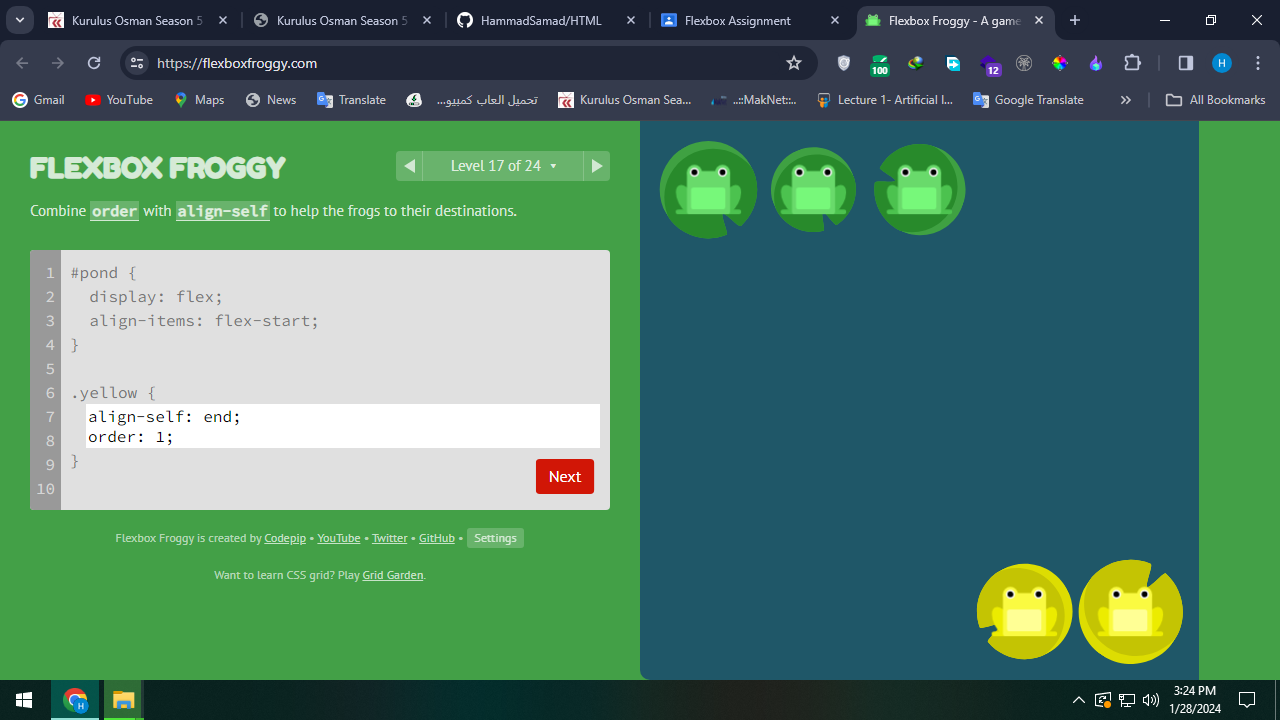 Kurulus Osman Season 5
Kurulus Osman Season 5
HammadSamad/HTML
Flexbox Assignment
Flexbox Froggy - A game
https://flexboxfroggy.com
100
12
H
Gmail
YouTube
Maps
News
Translate
تحميل العاب كمبيو...
Kurulus Osman Sea...
..::MakNet::..
Lecture 1- Artificial I...
Google Translate
All Bookmarks
FLEXBOX FROGGY
Level 17 of 24
Combine order with align-self to help the frogs to their destinations.
1 #pond {
2 display: flex;
3 align-items: flex-start;
4 }
5
6 .yellow {
7 align-self: end;
8 order: 1;
9 }
10
Next
Flexbox Froggy is created by Codepip • YouTube • Twitter • GitHub • Settings
Want to learn CSS grid? Play Grid Garden.
H
3:24 PM
1/28/2024